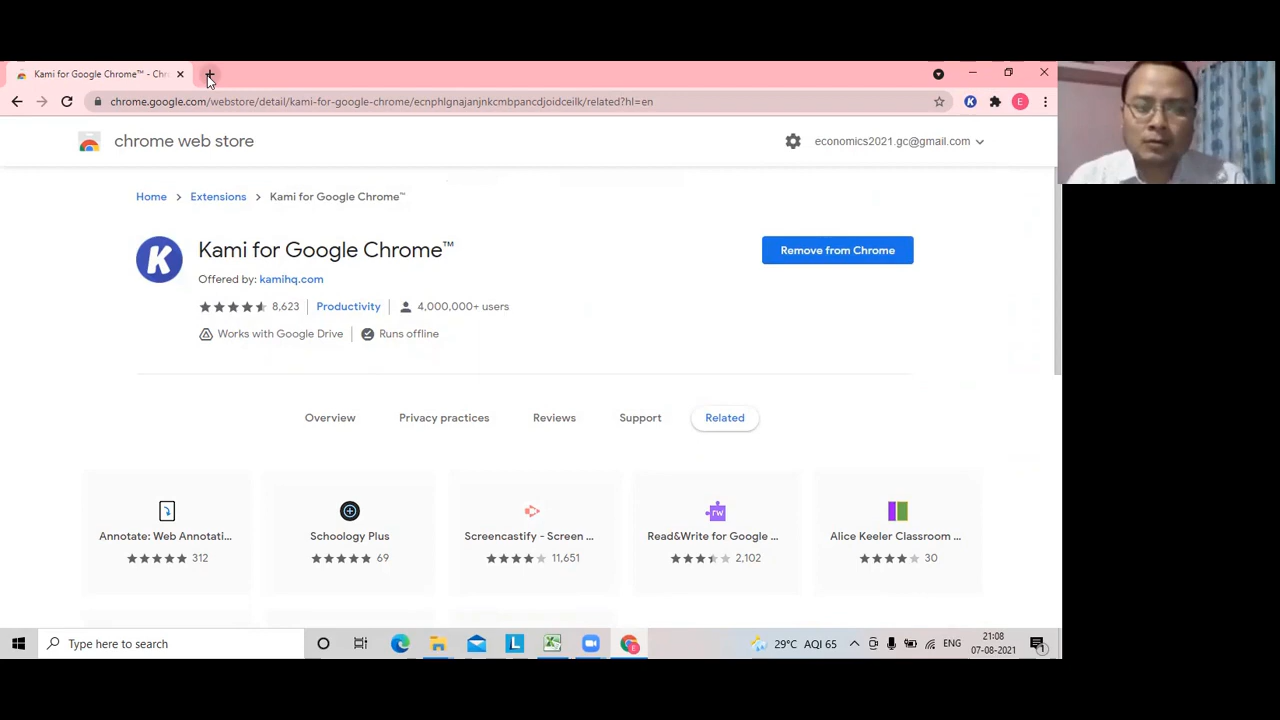 Kami for Google Chrome™ - Chr
chrome.google.com/webstore/detail/kami-for-google-chrome/ecnphlgnajanjnkcmbpancdjoidceilk/related?hl=en
E
chrome web store
economics2021.gc@gmail.com
Home > Extensions > Kami for Google Chrome™
K
Kami for Google Chrome™
Remove from Chrome
Offered by: kamihq.com
8,623
Productivity
4,000,000+ users
Works with Google Drive
Runs offline
Overview
Privacy practices
Reviews
Support
Related
rw
Annotate: Web Annotati...
Schoology Plus
Screencastify - Screen ...
Read&Write for Google ...
Alice Keeler Classroom ...
312
69
11,651
2,102
30
Type here to search
L
29°C AQI 65
ENG
21:08
07-08-2021
1